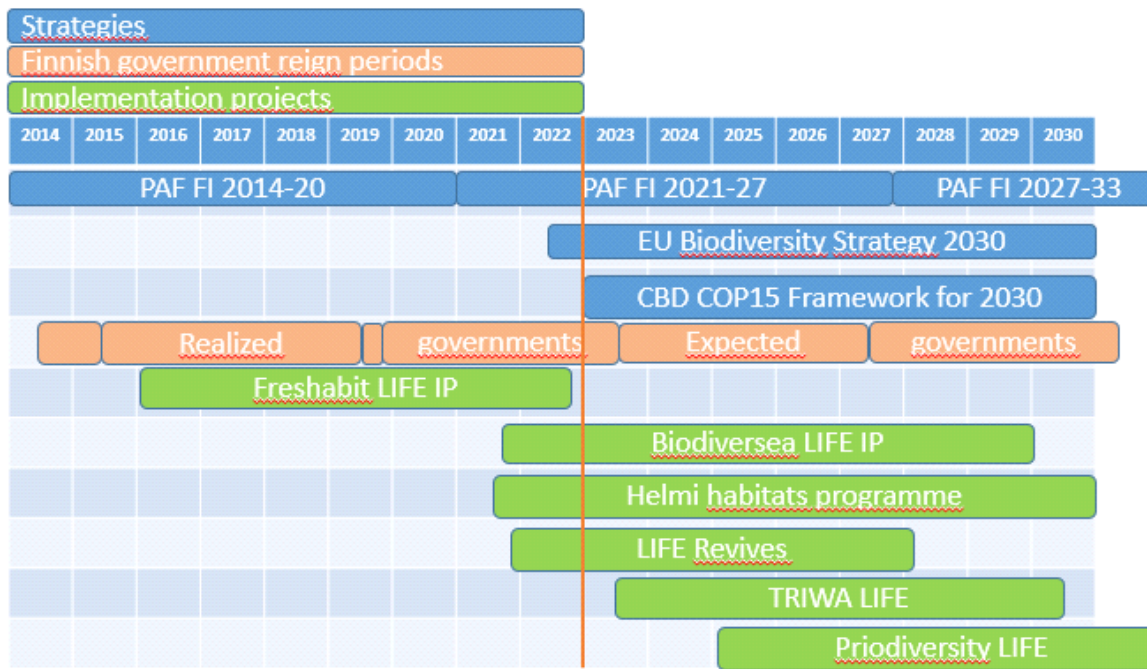 Strategies
Finnish government reign periods
Implementation projects
2014 2015 2016 2017 2018 2019 2020 2021 2022 2023 2024 2025 2026 2027 2028 2029 2030
PAF FI 2014-20 PAF FI 2021-27 PAF FI 2027-33
EU Biodiversity Strategy 2030
CBD COP15 Framework for 2030
Realized governments Expected governments
Freshabit LIFE IP
Biodiversea LIFE IP
Helmi habitats programme
LIFE Revives
TRIWA LIFE
Priodiversity LIFE